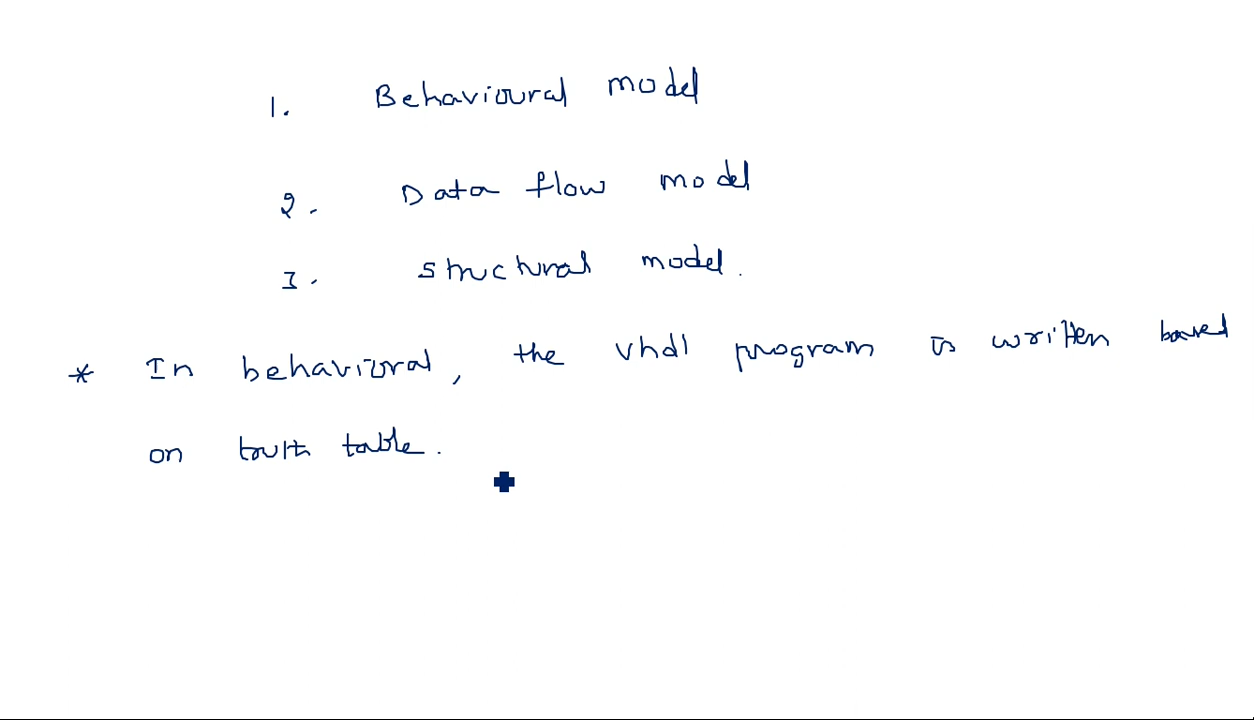 1. Behavioural model
2. Data flow model
3. structural model.
* In behavioral, the vhdl program is written based
on truth table.